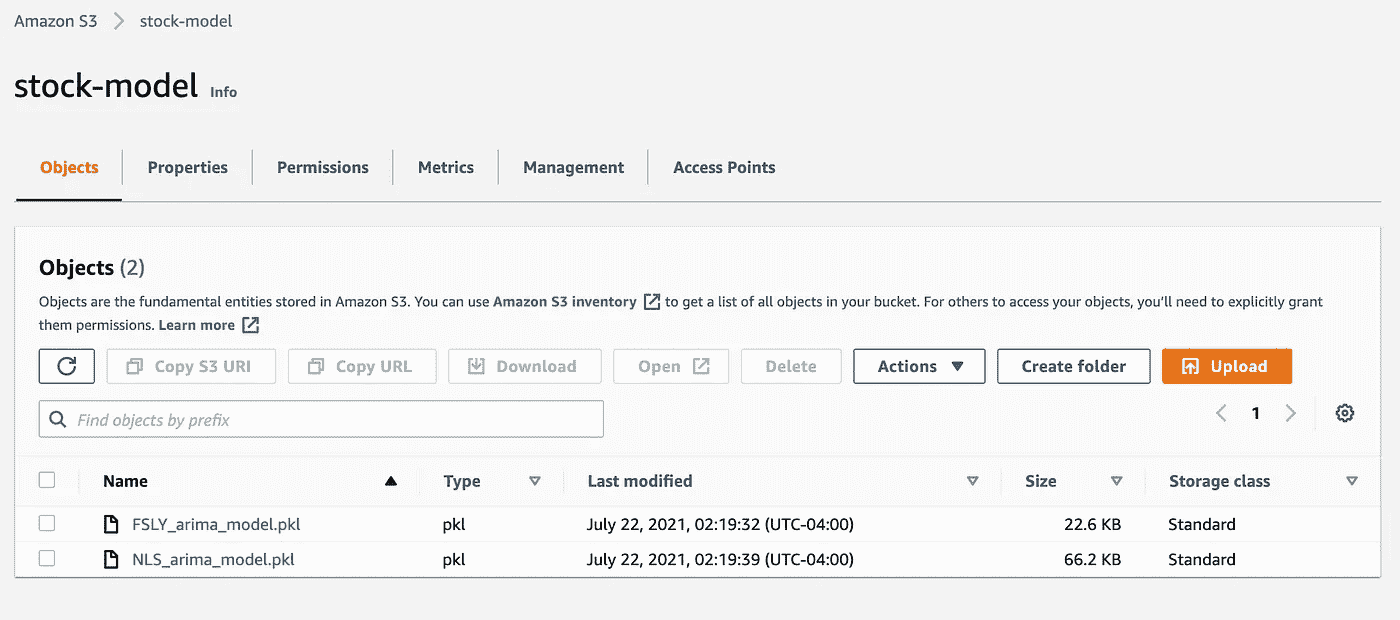 Amazon S3 > stock-model
stock-model Info
Objects Properties Permissions Metrics Management Access Points
Objects (2)
Objects are the fundamental entities stored in Amazon S3. You can use Amazon S3 inventory to get a list of all objects in your bucket. For others to access your objects, you'll need to explicitly grant
them permissions. Learn more
Copy S3 URI Copy URL Download Open Delete Actions Create folder Upload
Find objects by prefix
1
Name Type Last modified Size Storage class
FSLY_arima_model.pkl pkl July 22, 2021, 02:19:32 (UTC-04:00) 22.6 KB Standard
NLS_arima_model.pkl pkl July 22, 2021, 02:19:39 (UTC-04:00) 66.2 KB Standard